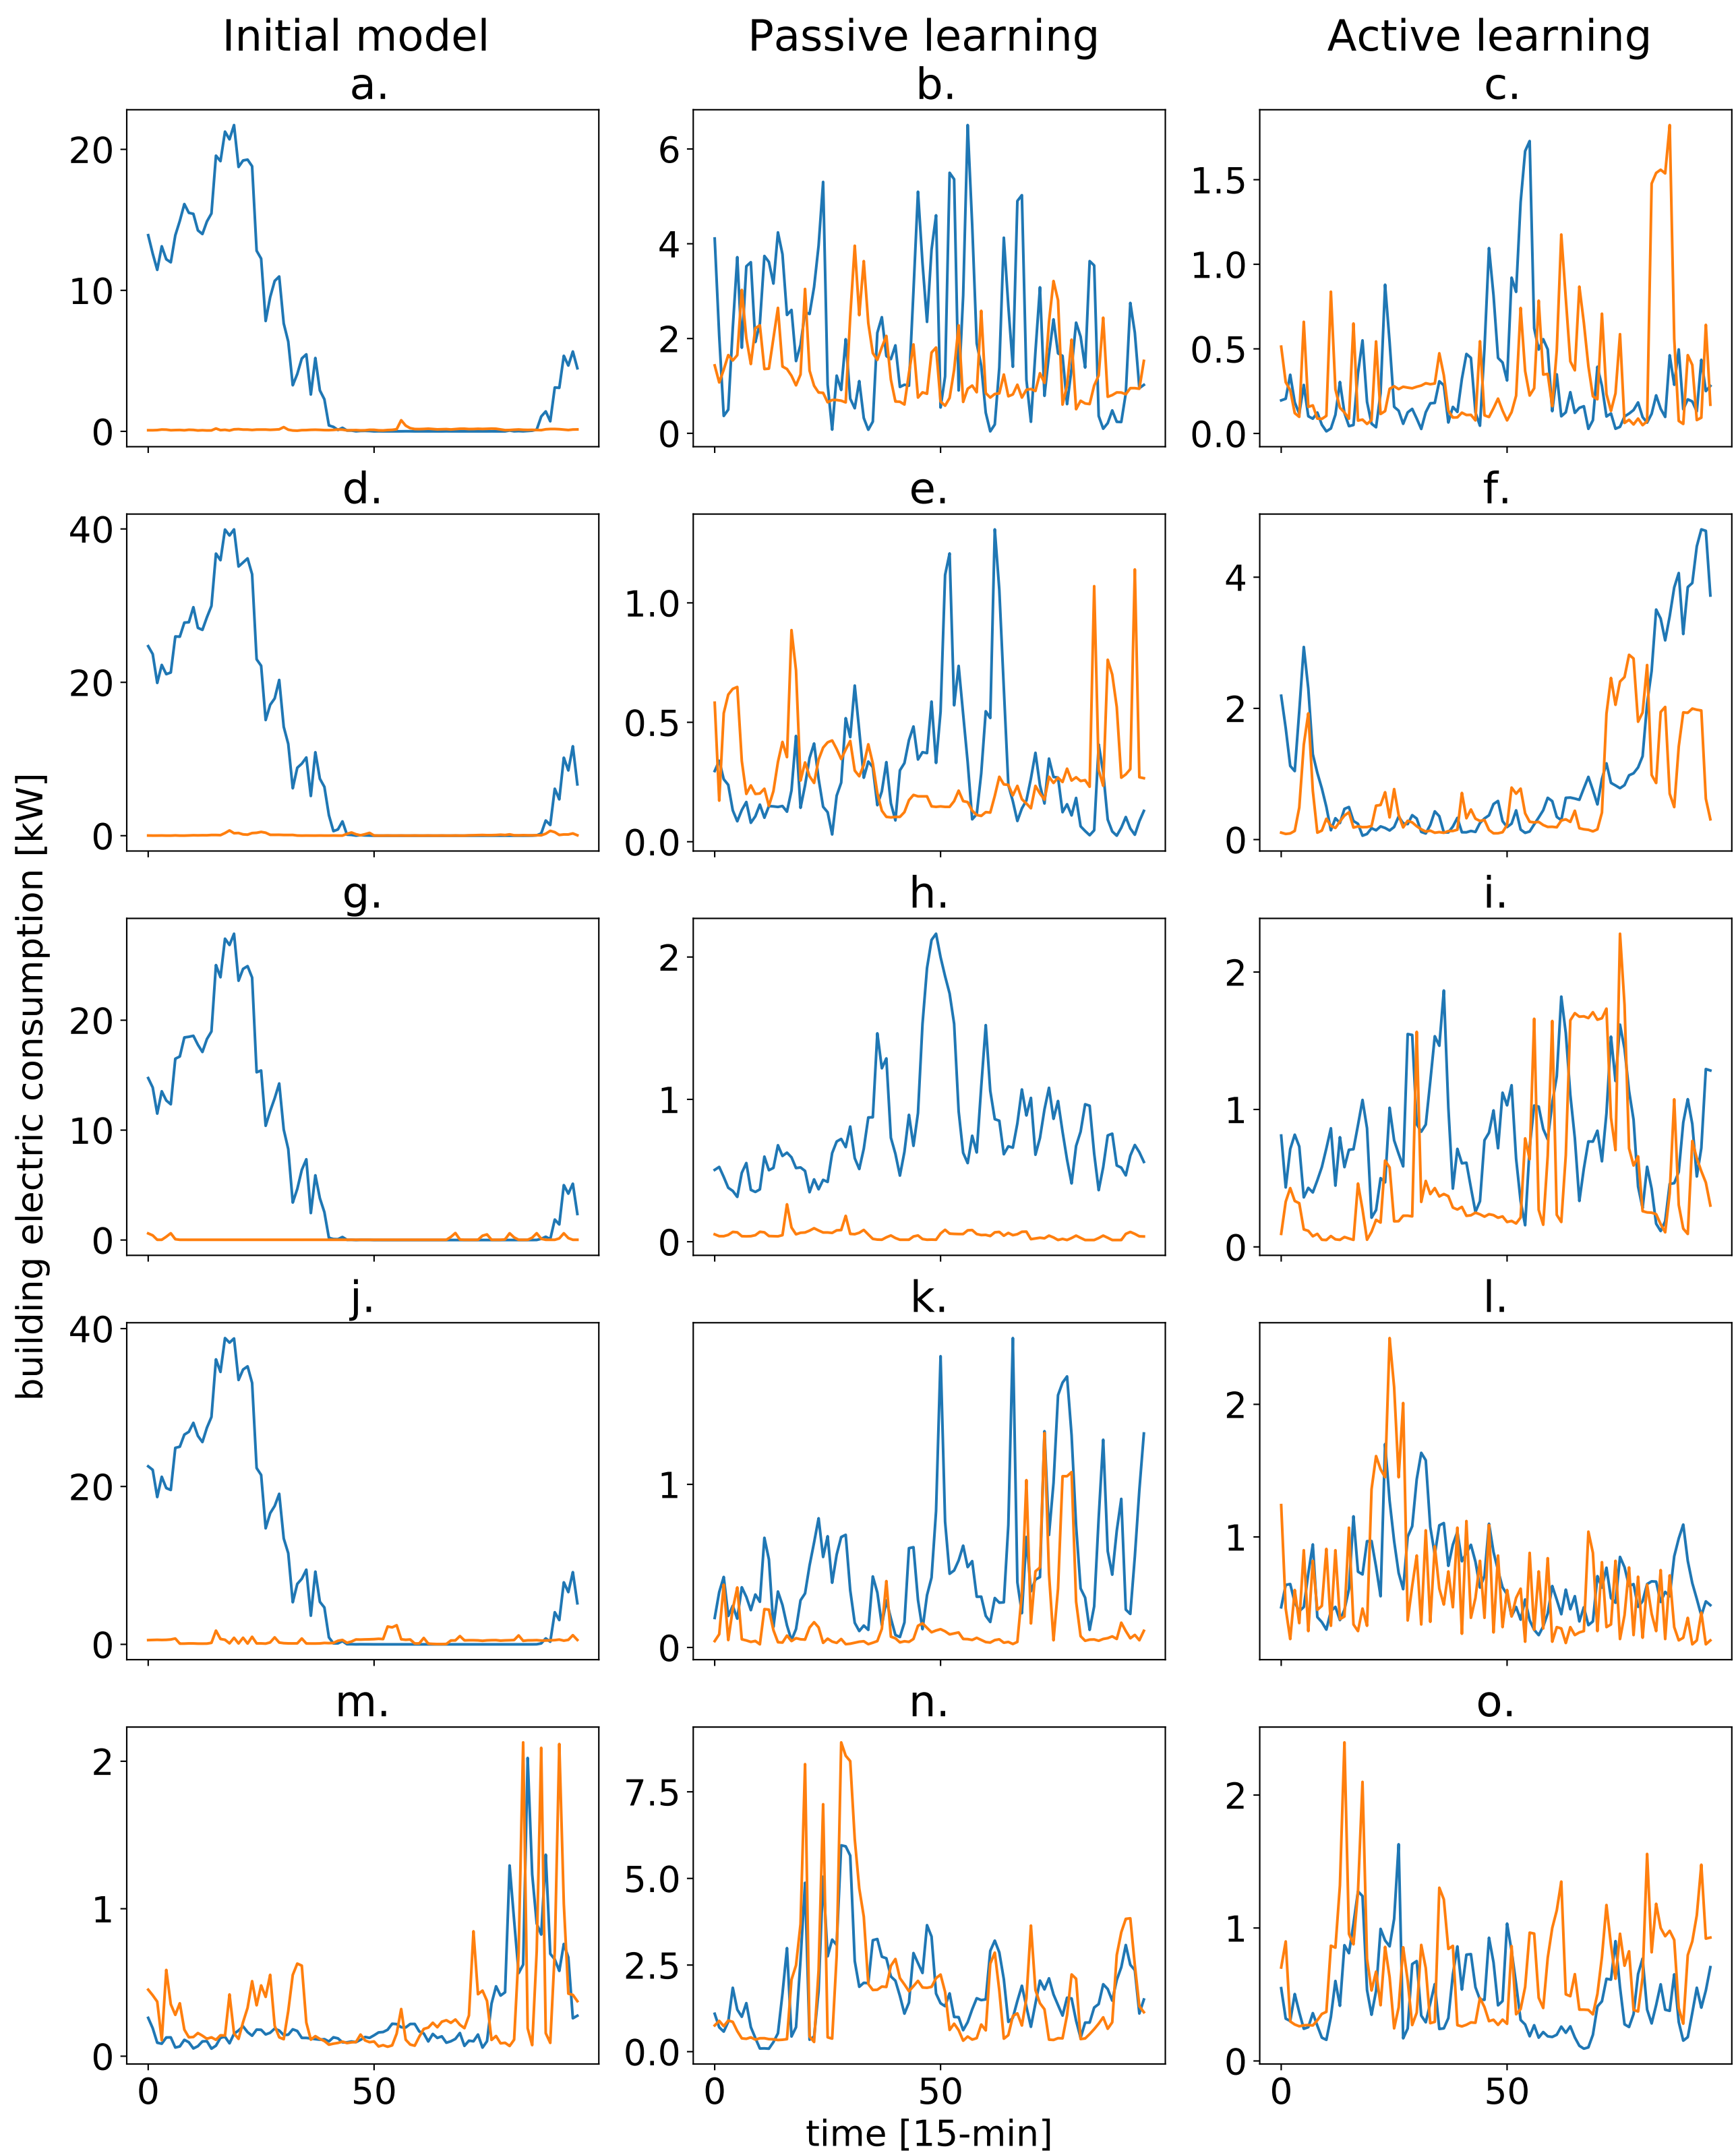 Initial model
Passive learning
Active learning
a.
b.
c.
20
10
0
6
4
2
0
1.5
1.0
0.5
0.0
d.
e.
f.
40
20
0
1.0
0.5
0.0
4
2
0
g.
h.
i.
20
10
0
2
1
0
2
1
0
j.
k.
l.
40
20
0
1
0
2
1
m.
n.
o.
2
1
0
7.5
5.0
2.5
0.0
2
1
0
0 50
0 50
0 50
building electric consumption [kW]
time [15-min]